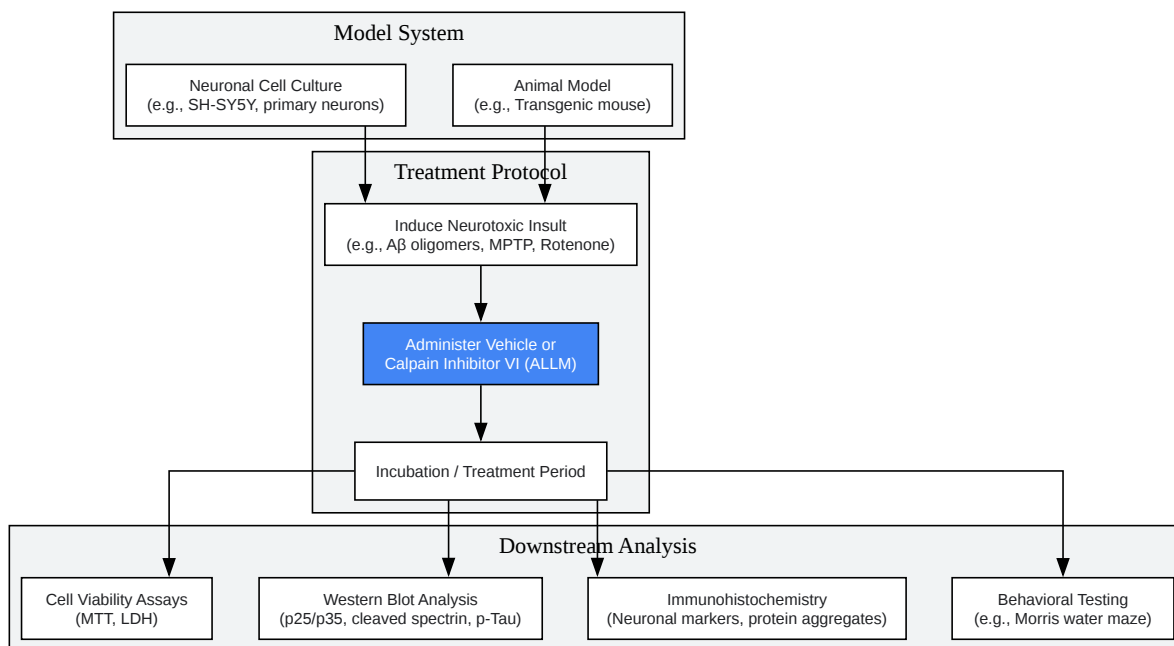 Model System
Neuronal Cell Culture
(e.g., SH-SY5Y, primary neurons)
Animal Model
(e.g., Transgenic mouse)
Treatment Protocol
Induce Neurotoxic Insult
(e.g., Aβ oligomers, MPTP, Rotenone)
Administer Vehicle or
Calpain Inhibitor VI (ALLM)
Incubation / Treatment Period
Downstream Analysis
Cell Viability Assays
(MTT, LDH)
Western Blot Analysis
(p25/p35, cleaved spectrin, p-Tau)
Immunohistochemistry
(Neuronal markers, protein aggregates)
Behavioral Testing
(e.g., Morris water maze)